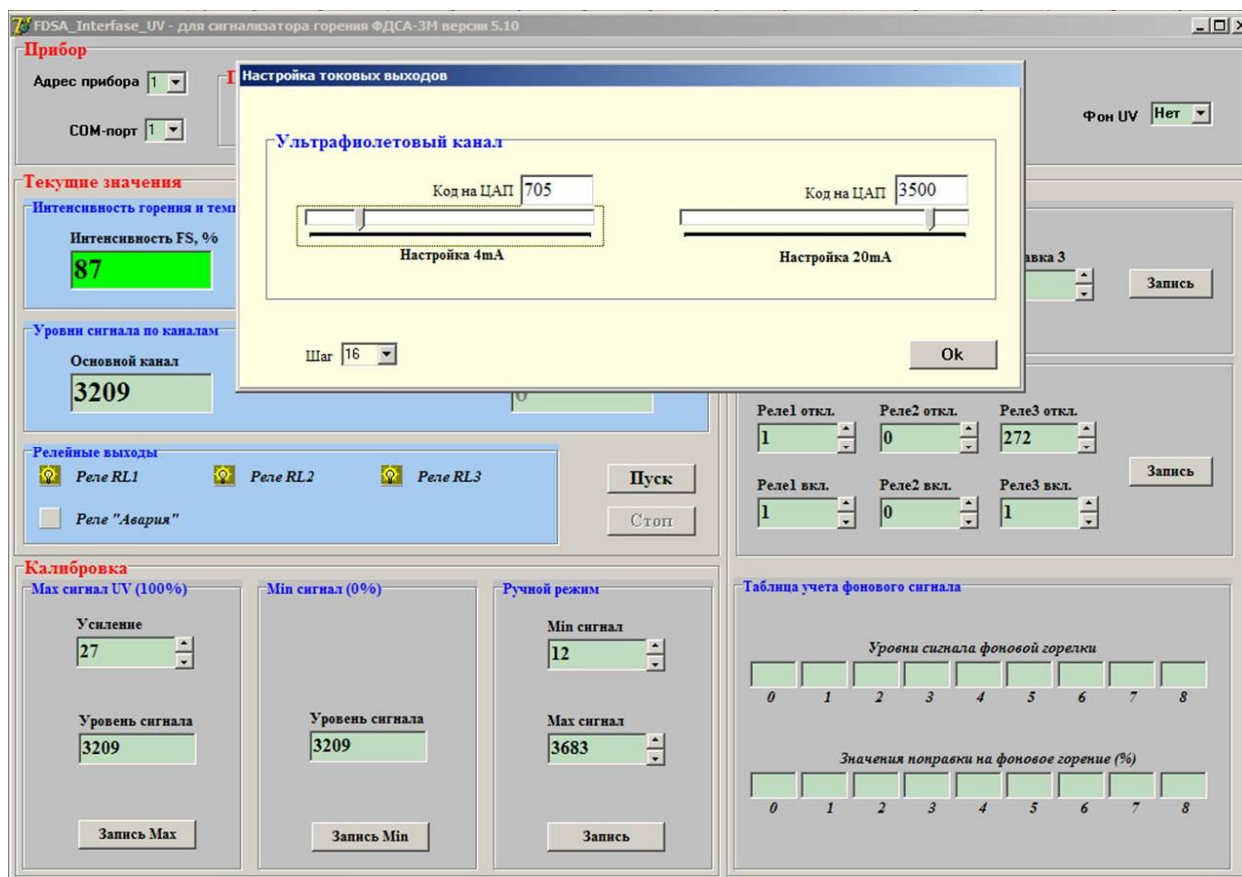 FDSA_Interfase_UV - для сигнализатора горения ФДСА-3М версии 5.10
Прибор
Адрес прибора 1
COM-порт 1
Фон UV Нет
Настройка токовых выходов
Ультрафиолетовый канал
Код на ЦАП 705
Код на ЦАП 3500
Настройка 4mA
Настройка 20mA
Шаг 16
Ok
Текущие значения
Интенсивность горения и
Интенсивность FS, %
87
Уровни сигнала по каналам
Основной канал
3209
0
Релейные выходы
Реле RL1
Реле RL2
Реле RL3
Реле "Авария"
Пуск
Стоп
3
Запись
Реле1 откл.
Реле2 откл.
Реле3 откл.
1
0
272
Реле1 вкл.
Реле2 вкл.
Реле3 вкл.
1
0
1
Запись
Калибровка
Max сигнал UV (100%)
Усиление
27
Уровень сигнала
3209
Запись Max
Min сигнал (0%)
Уровень сигнала
3209
Запись Min
Ручной режим
Min сигнал
12
Max сигнал
3683
Запись
Таблица учета фонового сигнала
Уровни сигнала фоновой горелки
0 1 2 3 4 5 6 7 8
Значения поправки на фоновое горение (%)
0 1 2 3 4 5 6 7 8